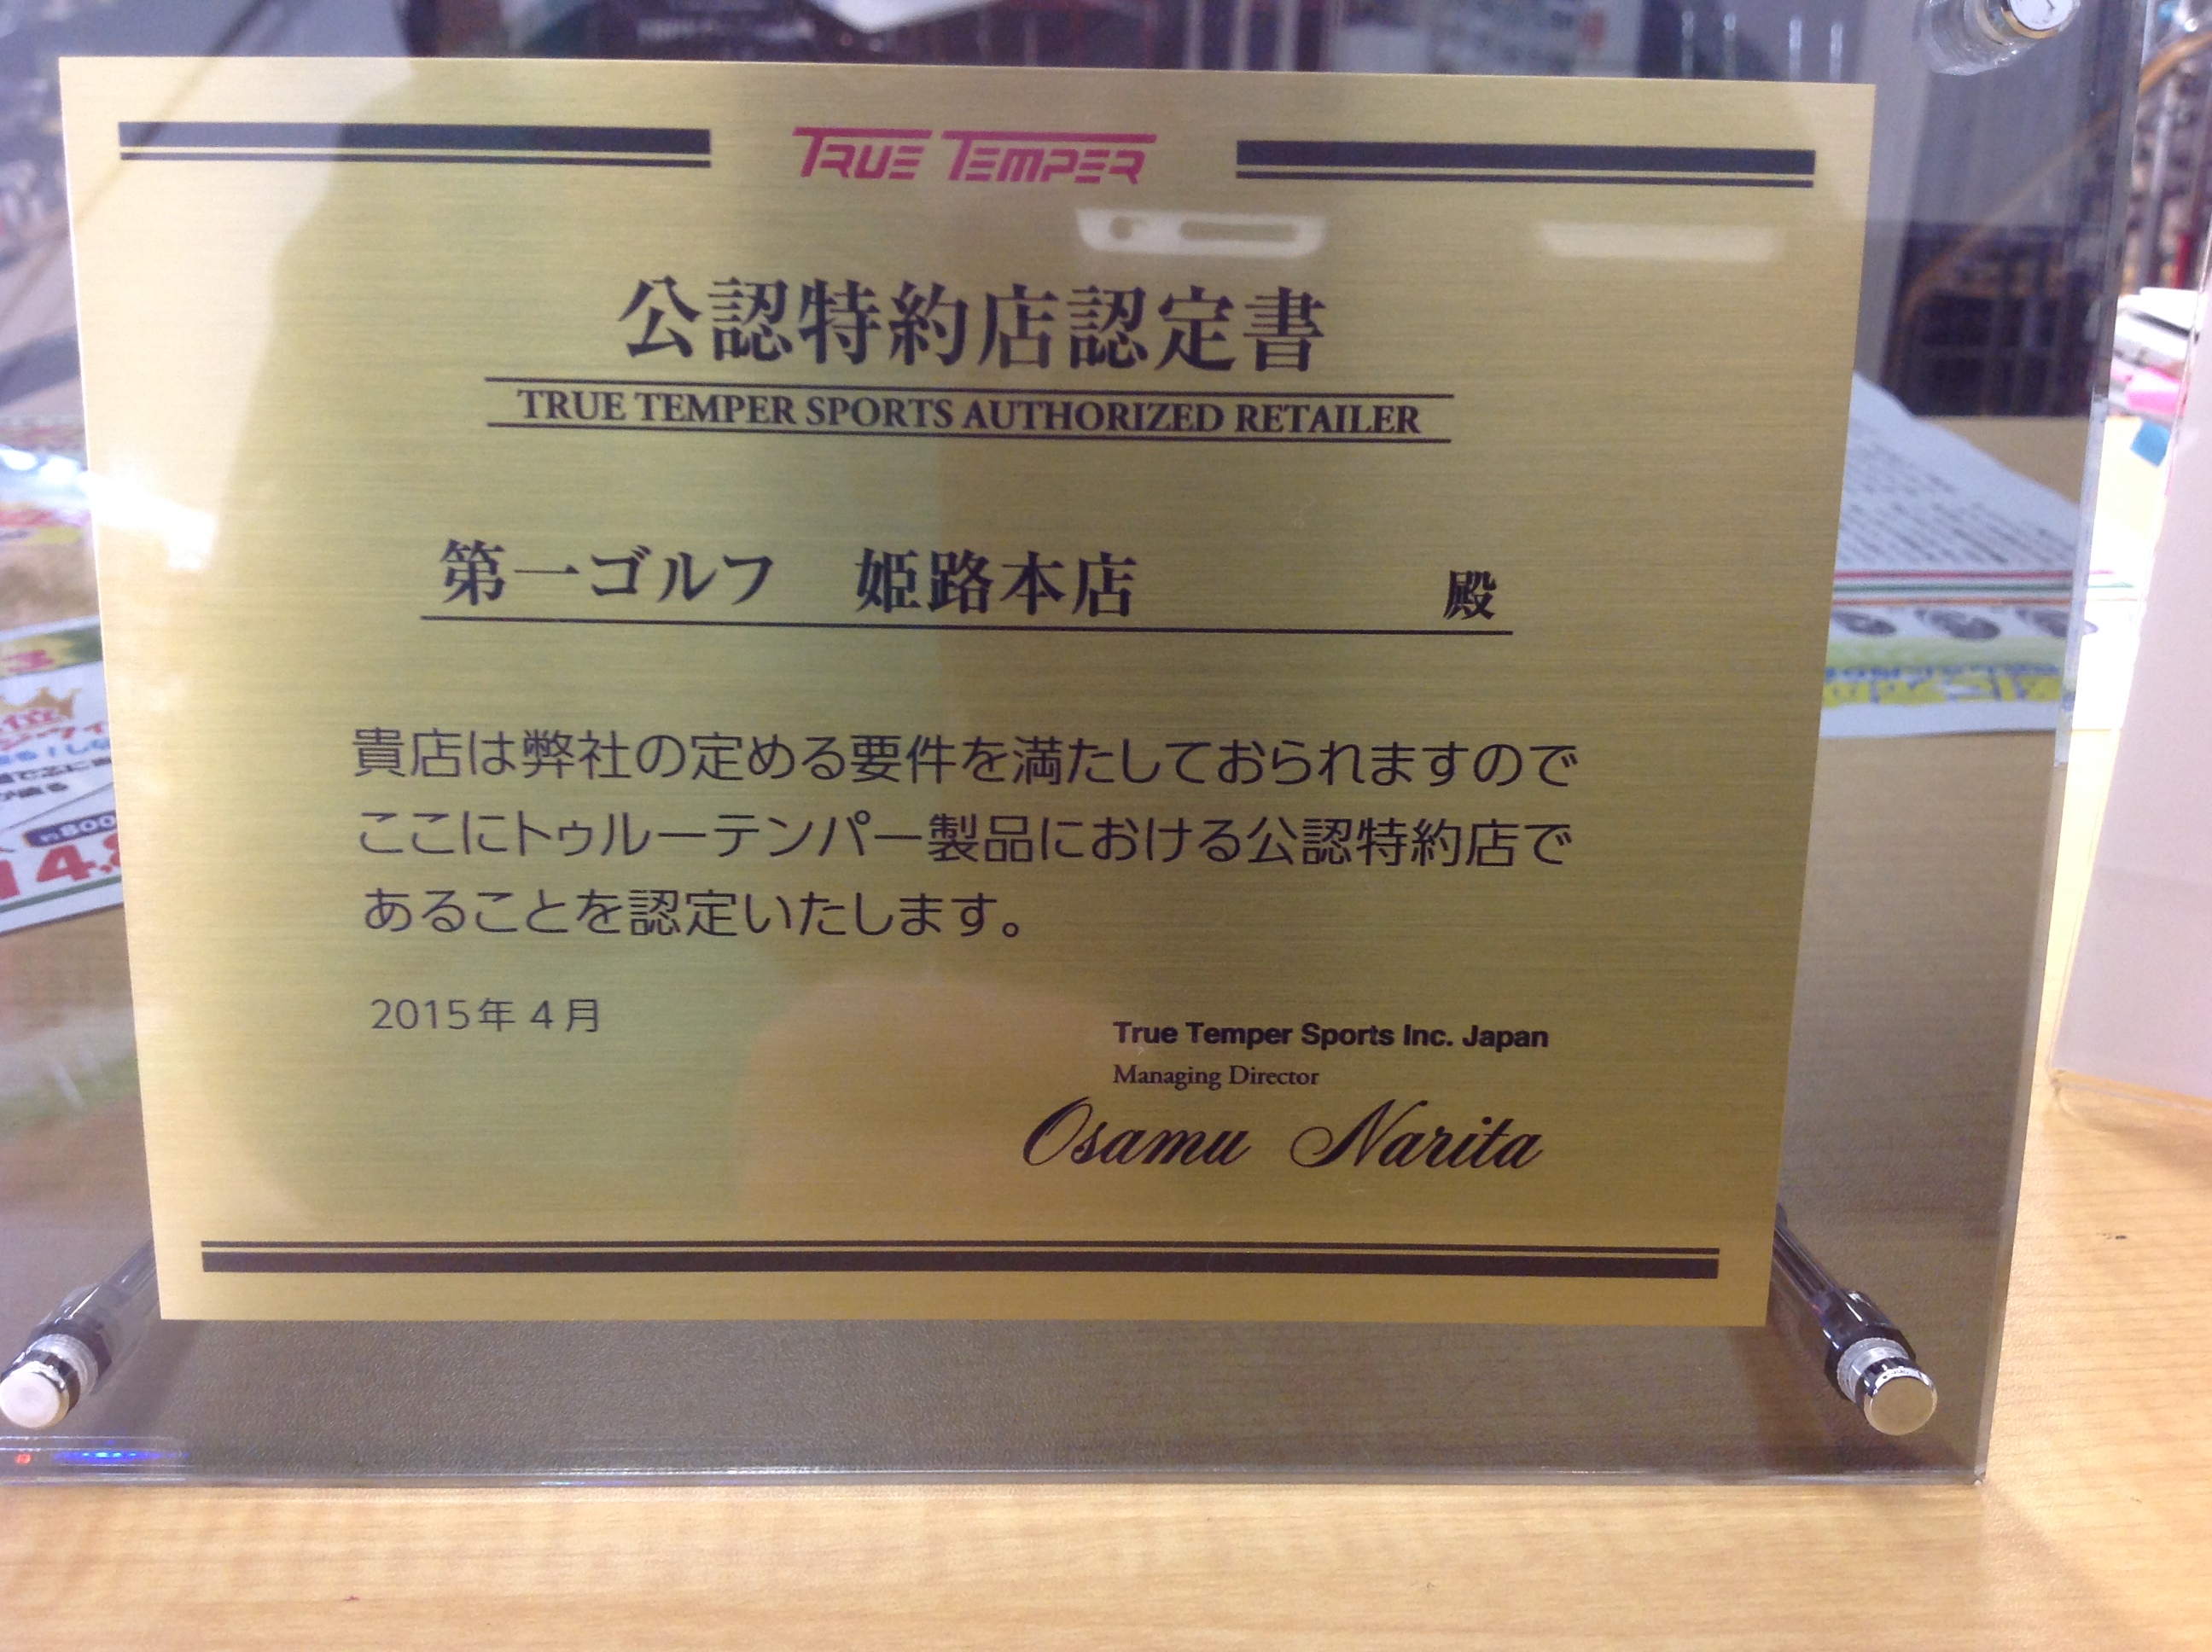 TRUE TEMPER
公認特約店認定書
TRUE TEMPER SPORTS AUTHORIZED RETAILER
第一ゴルフ　姫路本店　殿
貴店は弊社の定める要件を満たしておられますので
ここにトゥルーテンパー製品における公認特約店で
あることを認定いたします。
2015年 4月
True Temper Sports Inc. Japan
Managing Director
Osamu Narita